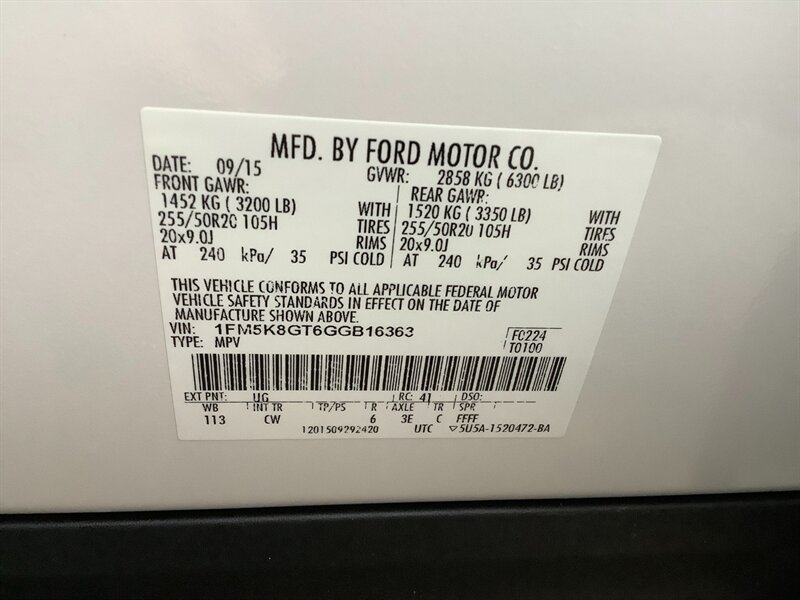 MFD. BY FORD MOTOR CO.
DATE: 09/15 GVWR: 2858 KG ( 6300 LB)
FRONT GAWR: REAR GAWR:
1452 KG ( 3200 LB) WITH 1520 KG ( 3350 LB) WITH
255/50R20 105H TIRES 255/50R20 105H TIRES
20x9.0J RIMS 20x9.0J RIMS
AT 240 kPa/ 35 PSI COLD AT 240 kPa/ 35 PSI COLD
THIS VEHICLE CONFORMS TO ALL APPLICABLE FEDERAL MOTOR
VEHICLE SAFETY STANDARDS IN EFFECT ON THE DATE OF
MANUFACTURE SHOWN ABOVE.
VIN: 1FM5K8GT6GGB16363 F0224
TYPE: MPV T0100
EXT PNT: UG RC: 41 DSO:
WB INT TR TP/PS R AXLE TR SPR
113 CW 6 3E C FFFF
1201509292420 UTC ▽5U5A-1520472-BA